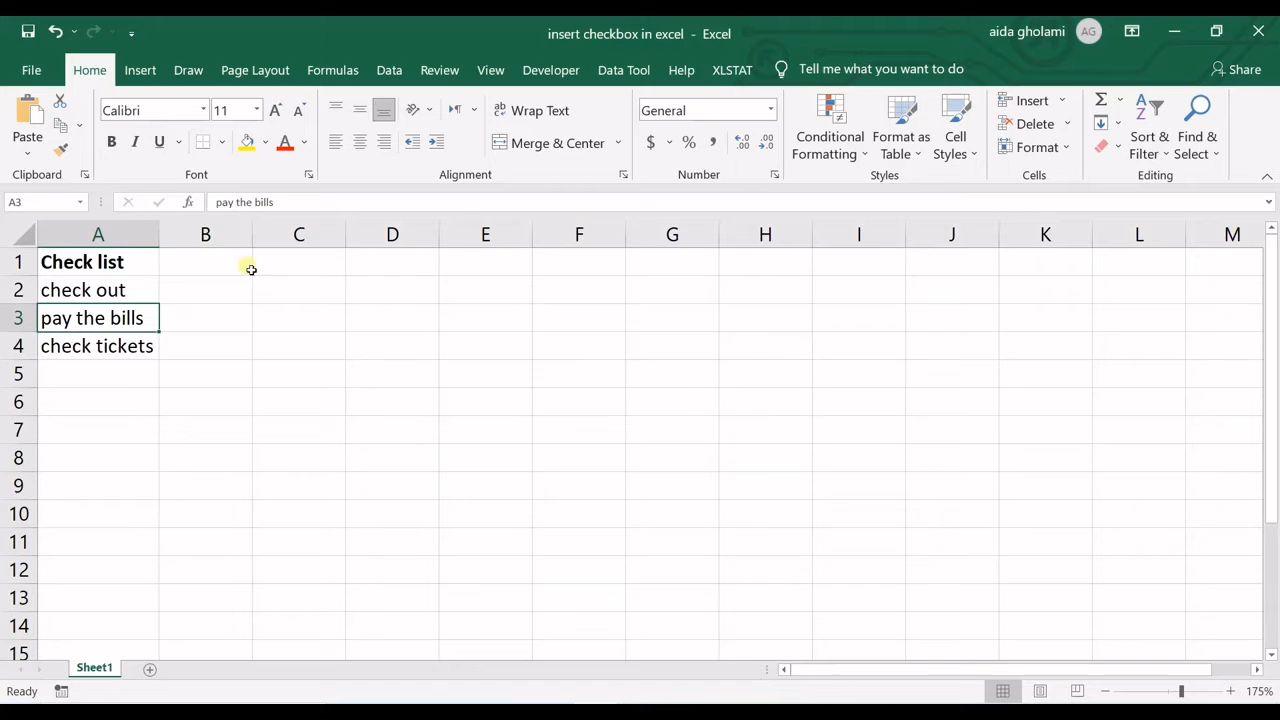 insert checkbox in excel - Excel
aida gholami AG
File Home Insert Draw Page Layout Formulas Data Review View Developer Data Tool Help XLSTAT Tell me what you want to do Share
Calibri 11 Wrap Text General Insert
Paste Conditional Formatting Format as Table Cell Styles Delete Sort & Filter Find & Select
B I U Merge & Center $ % Format
Clipboard Font Alignment Number Styles Cells Editing
A3 fx pay the bills
A B C D E F G H I J K L M
1 Check list
2 check out
3 pay the bills
4 check tickets
5
6
7
8
9
10
11
12
13
14
15
Sheet1
Ready 175%